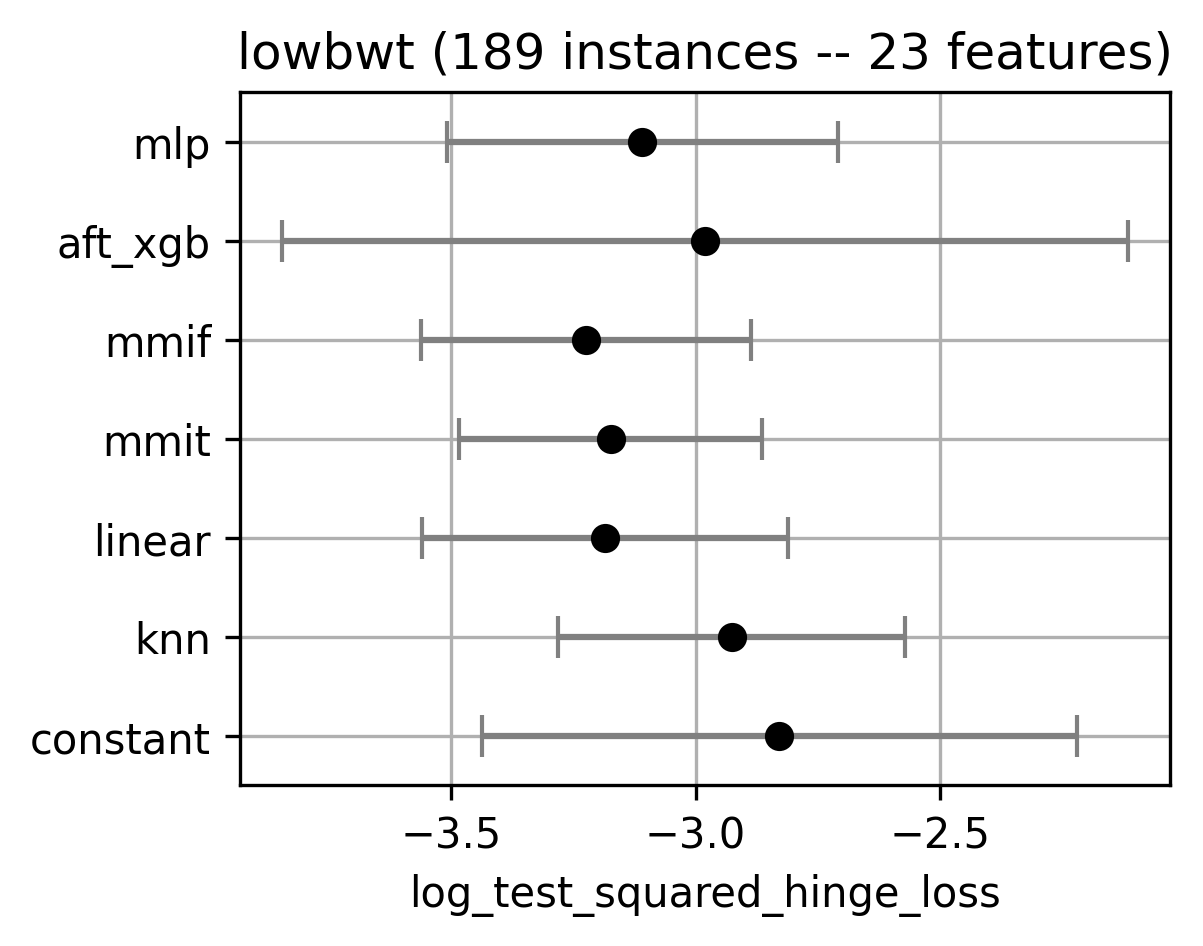 lowbwt (189 instances -- 23 features)
mlp
aft_xgb
mmif
mmit
linear
knn
constant
−3.5 −3.0 −2.5
log_test_squared_hinge_loss